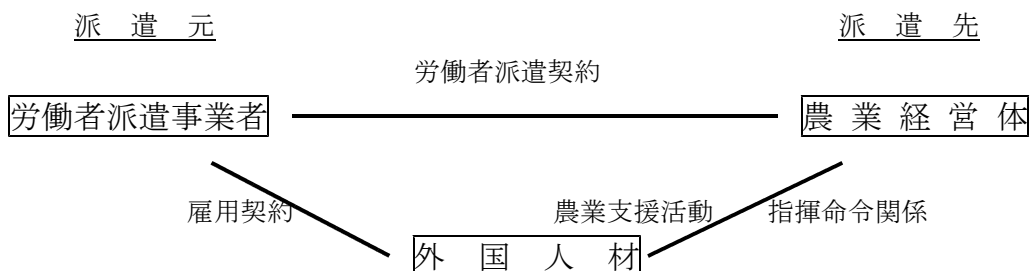 派遣元 派遣先
労働者派遣契約
労働者派遣事業者 農業経営体
雇用契約 農業支援活動 指揮命令関係
外国人材